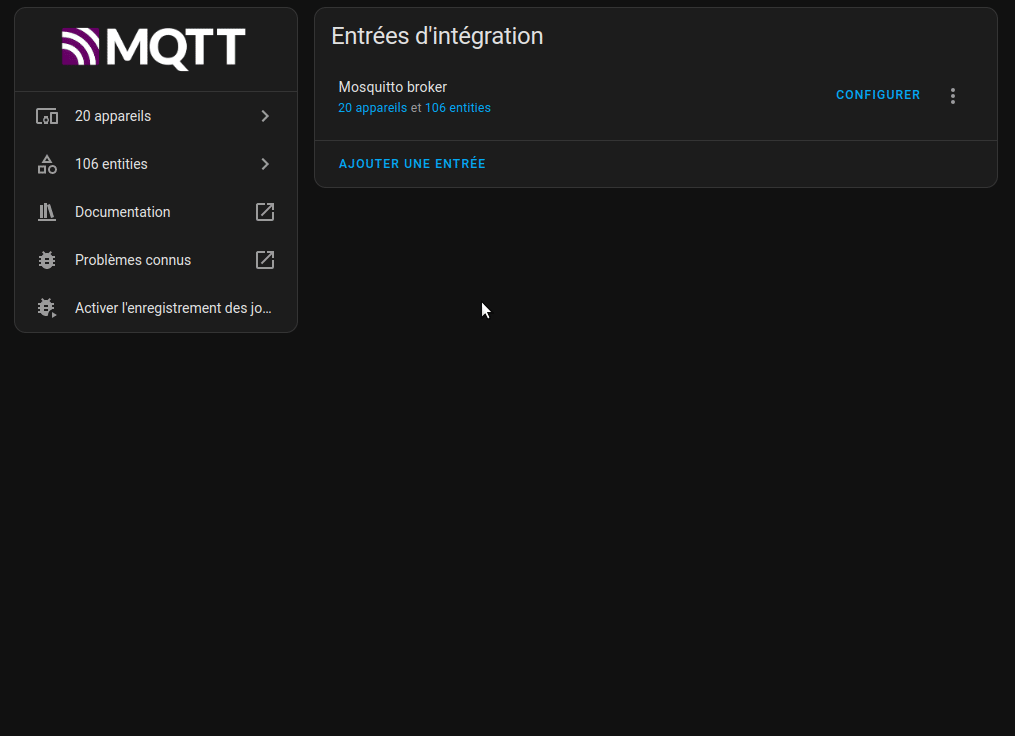 MQTT
20 appareils
106 entities
Documentation
Problèmes connus
Activer l'enregistrement des jo...
Entrées d'intégration
Mosquitto broker
20 appareils et 106 entities
CONFIGURER
AJOUTER UNE ENTRÉE